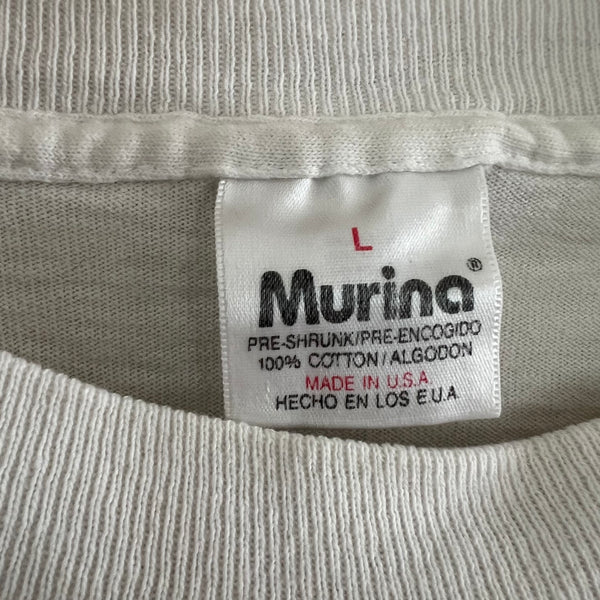 L
Murina®
PRE-SHRUNK/PRE-ENCOGIDO
100% COTTON/ALGODON
MADE IN U.S.A.
HECHO EN LOS E.U.A.